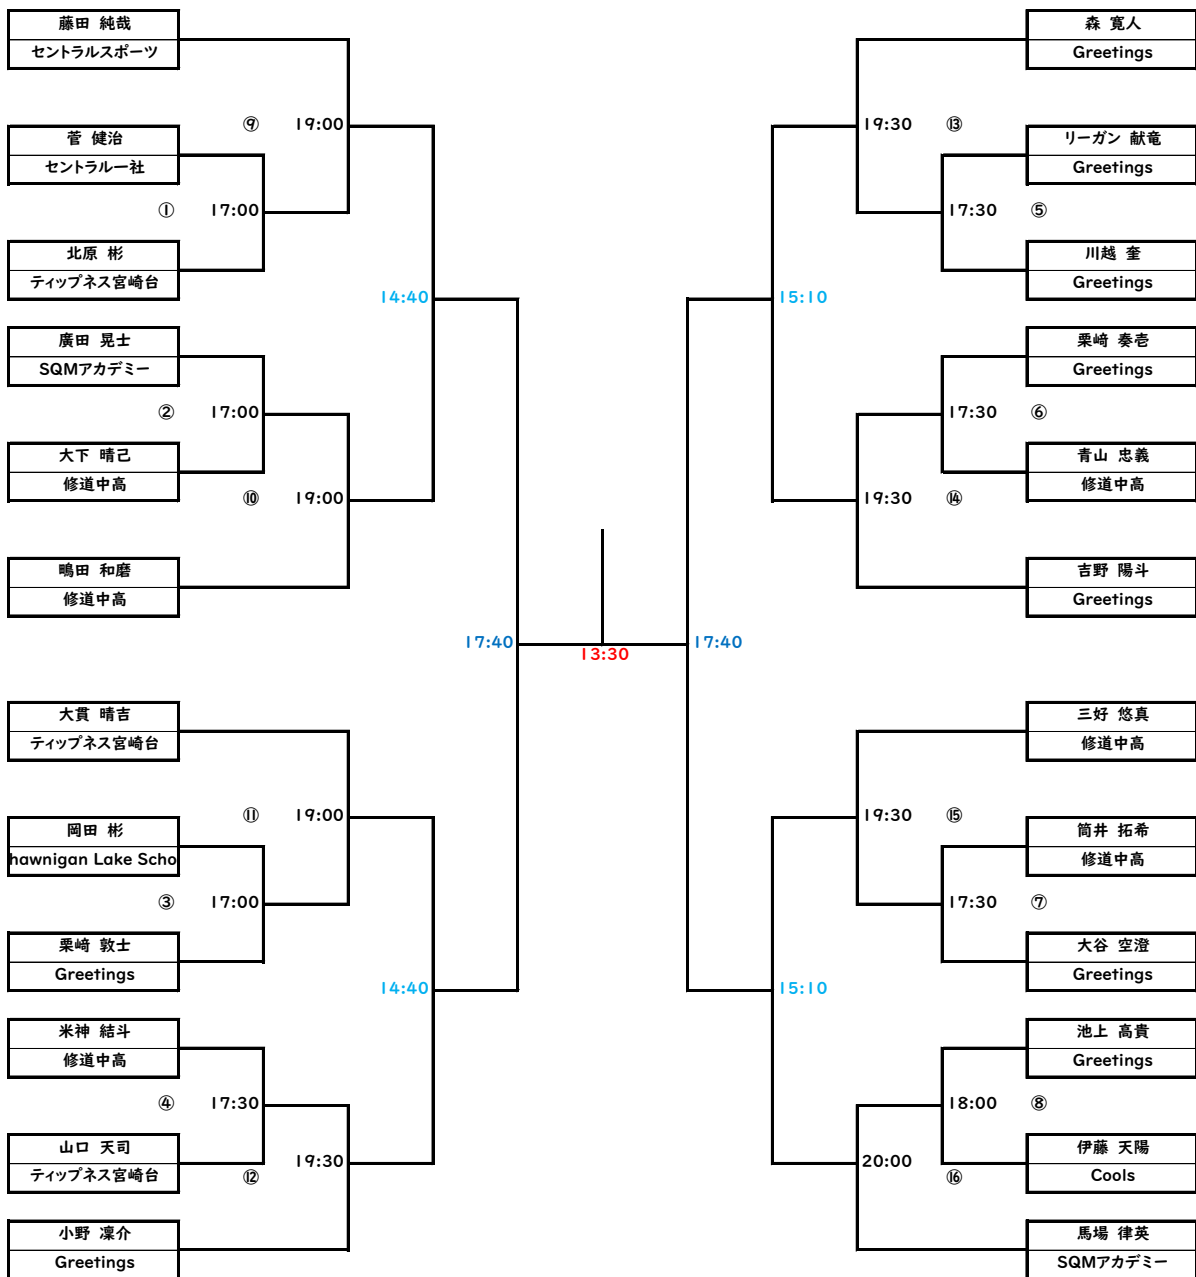 藤田 純哉
セントラルスポーツ
⑨ 19:00
菅 健治
セントラル一社
① 17:00
北原 彬
ティップネス宮崎台
14:40
廣田 晃士
SQMアカデミー
② 17:00
大下 晴己
修道中高
⑩ 19:00
鴫田 和磨
修道中高
17:40
13:30
大貫 晴吉
ティップネス宮崎台
⑪ 19:00
岡田 彬
hawnigan Lake Scho
③ 17:00
栗﨑 敦士
Greetings
14:40
米神 結斗
修道中高
④ 17:30
山口 天司
ティップネス宮崎台
⑫ 19:30
小野 凜介
Greetings
森 寛人
Greetings
19:30 ⑬
リーガン 献竜
Greetings
17:30 ⑤
川越 奎
Greetings
15:10
栗﨑 奏壱
Greetings
17:30 ⑥
青山 忠義
修道中高
19:30 ⑭
吉野 陽斗
Greetings
17:40
三好 悠真
修道中高
19:30 ⑮
筒井 拓希
修道中高
17:30 ⑦
大谷 空澄
Greetings
15:10
池上 高貴
Greetings
18:00 ⑧
伊藤 天陽
Cools
20:00 ⑯
馬場 律英
SQMアカデミー